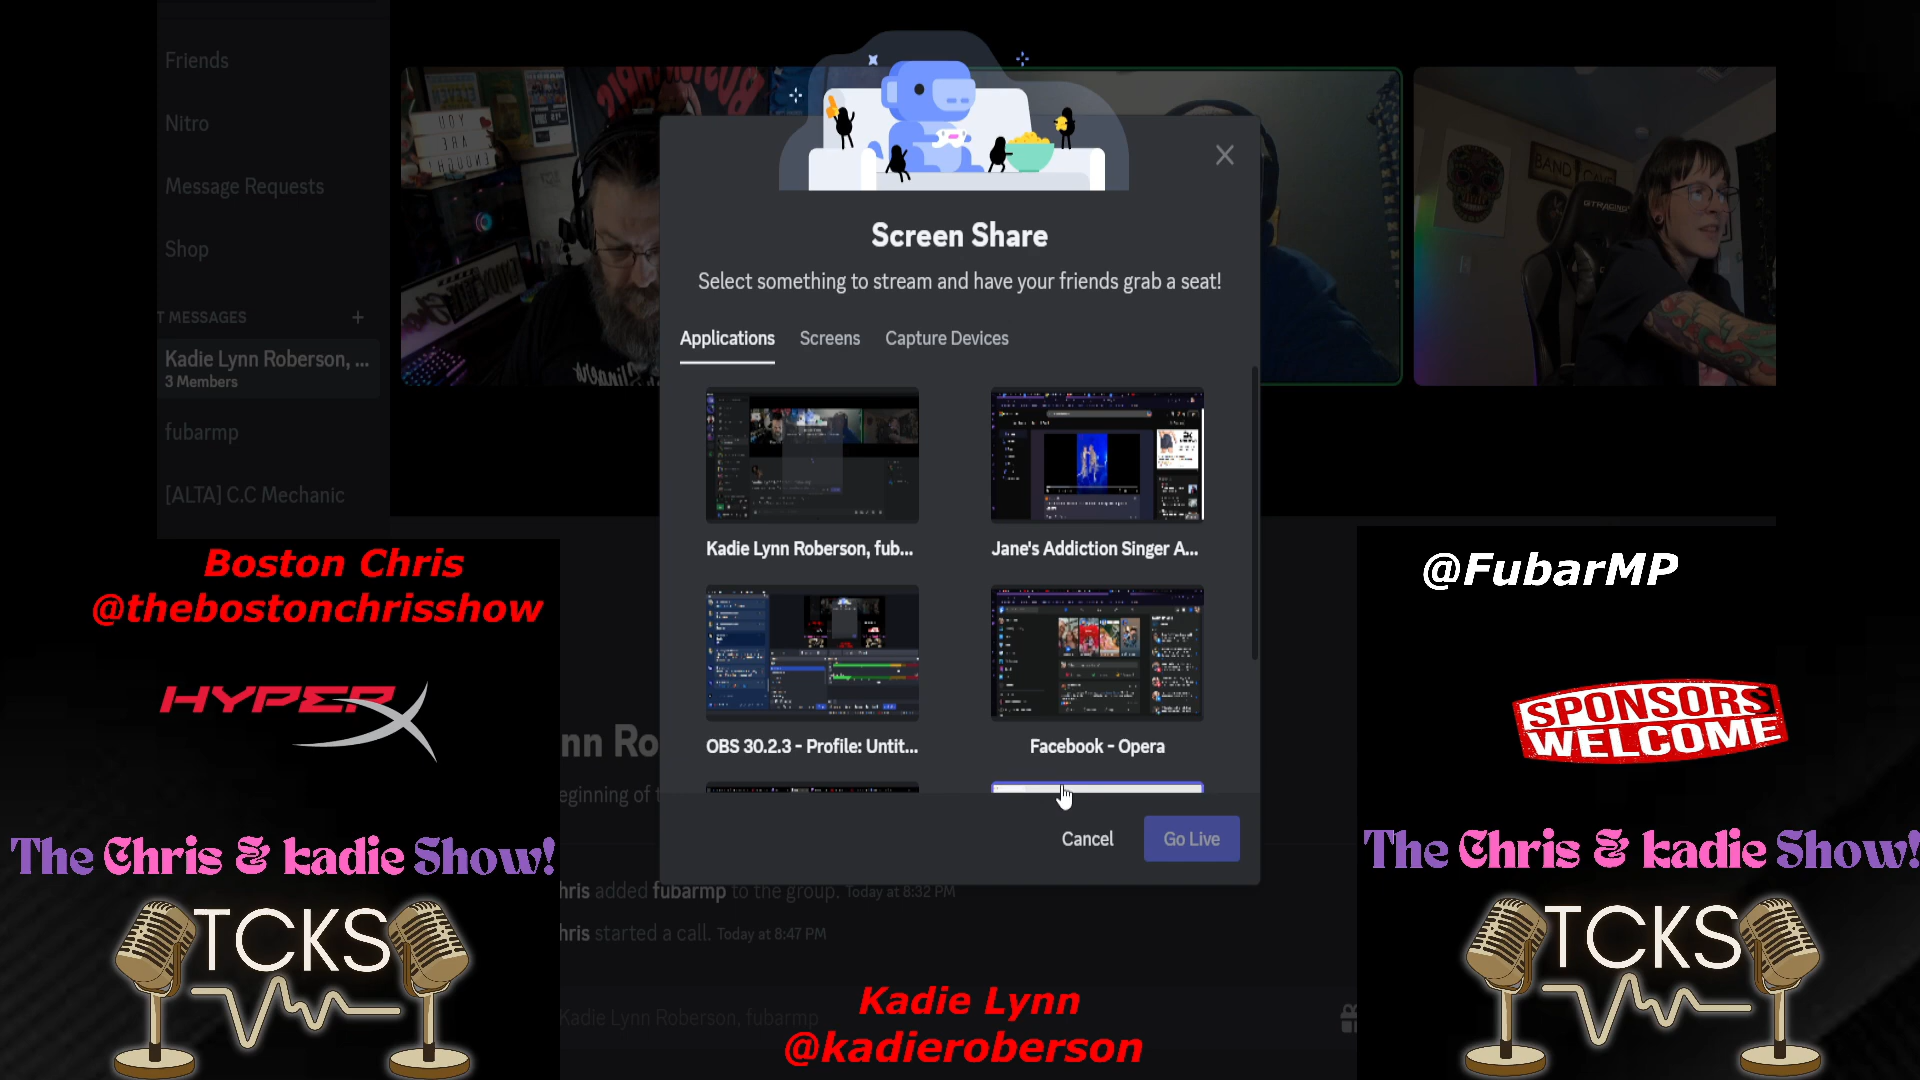 Friends
Nitro
Message Requests
Shop
T MESSAGES +
Kadie Lynn Roberson, ...
3 Members
fubarmp
[ALTA] C.C Mechanic
YOU
ARE
ENOUGH
BAND
GTRACING
Screen Share
Select something to stream and have your friends grab a seat!
Applications Screens Capture Devices
Kadie Lynn Roberson, fub...
Jane's Addiction Singer A...
OBS 30.2.3 - Profile: Untit...
Facebook - Opera
Cancel
Go Live
nn Ro
eginning of t
hris added fubarmp to the group. Today at 8:32 PM
hris started a call. Today at 8:47 PM
Kadie Lynn Roberson, fubarmp
Boston Chris
@thebostonchrisshow
HYPERX
The Chris & kadie Show!
TCKS
@FubarMP
SPONSORS
WELCOME
The Chris & kadie Show!
TCKS
Kadie Lynn
@kadieroberson